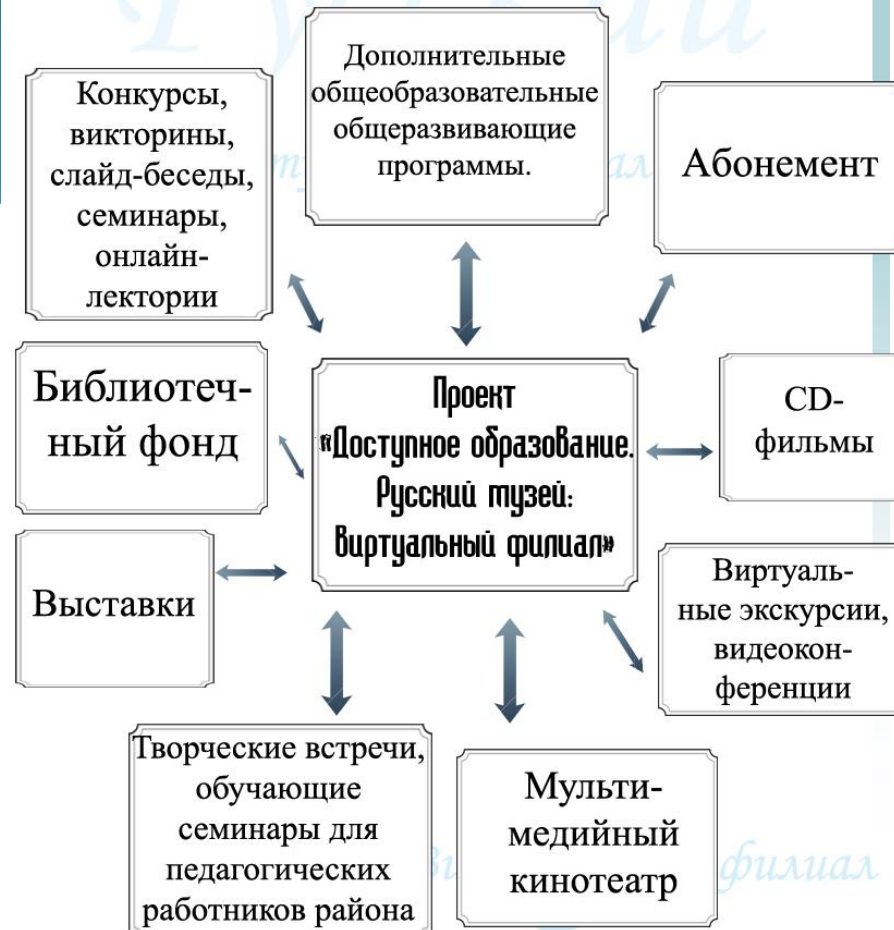 Русский
Конкурсы,
викторины,
слайд-беседы,
семинары,
онлайн-
лектории
Дополнительные
общеобразовательные
общеразвивающие
программы.
Абонемент
Библиотеч-
ный фонд
Проект
«Доступное образование.
Русский музей:
виртуальный филиал»
CD-
фильмы
Выставки
Виртуаль-
ные экскурсии,
видеокон-
ференции
Творческие встречи,
обучающие
семинары для
педагогических
работников района
Мульти-
медийный
кинотеатр
филиал